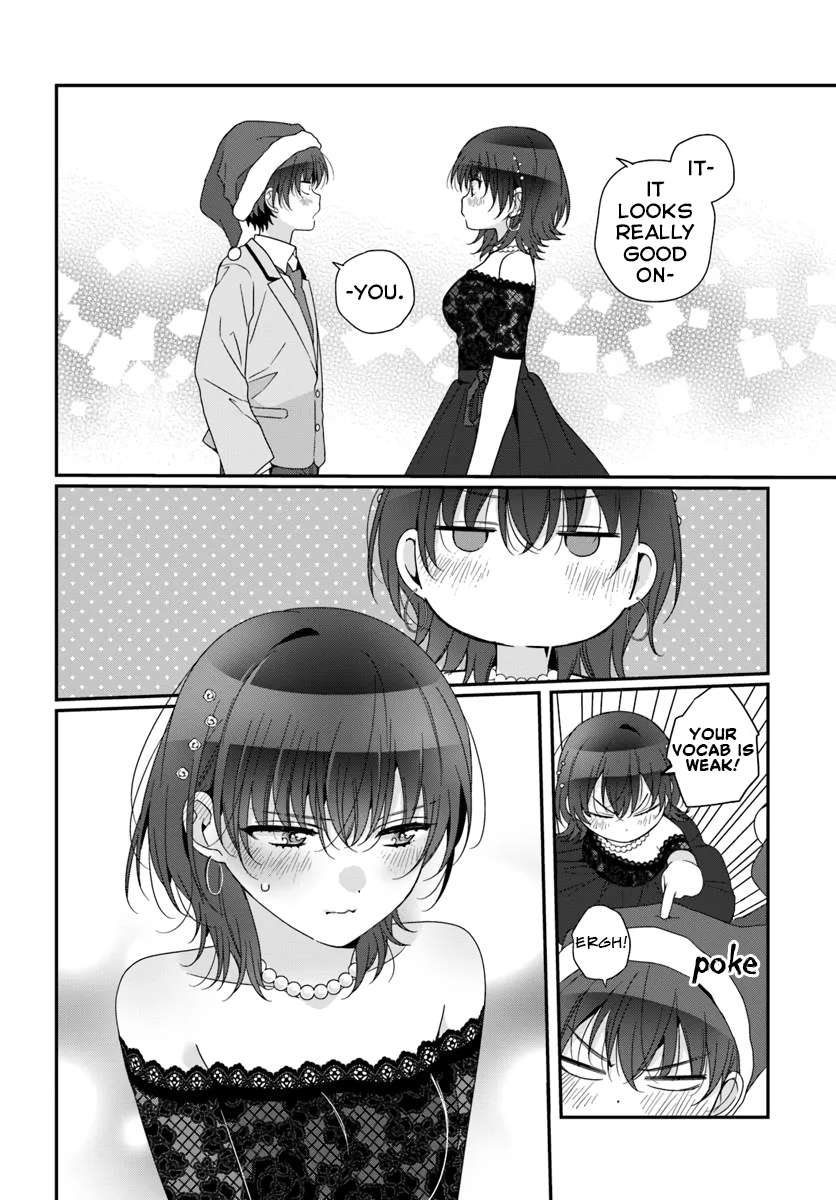 IT-
IT
LOOKS
REALLY
GOOD
ON-
-YOU.
YOUR
VOCAB IS
WEAK!
poke
ERGH!